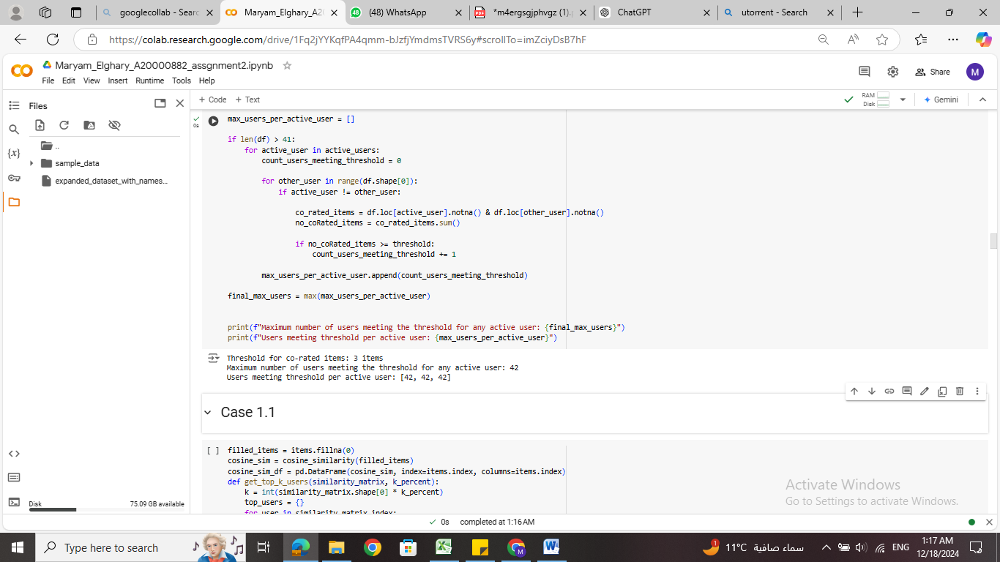 googlecollab - Searc
Maryam_Elghary_A2
(48) WhatsApp
*m4ergsgjphvgz (1).
ChatGPT
utorrent - Search
https://colab.research.google.com/drive/1Fq2jYYKqfPA4qmm-bJzfjYmdmsTVRS6y#scrollTo=imZciyDsB7hF
Maryam_Elghary_A20000882_assgnment2.ipynb
File Edit View Insert Runtime Tools Help
Share
M
Files
+ Code + Text
RAM
Disk
Gemini
..
sample_data
expanded_dataset_with_names...
0s
max_users_per_active_user = []
if len(df) > 41:
for active_user in active_users:
count_users_meeting_threshold = 0
for other_user in range(df.shape[0]):
if active_user != other_user:
co_rated_items = df.loc[active_user].notna() & df.loc[other_user].notna()
no_coRated_items = co_rated_items.sum()
if no_coRated_items >= threshold:
count_users_meeting_threshold += 1
max_users_per_active_user.append(count_users_meeting_threshold)
final_max_users = max(max_users_per_active_user)
print(f"Maximum number of users meeting the threshold for any active user: {final_max_users}")
print(f"Users meeting threshold per active user: {max_users_per_active_user}")
Threshold for co-rated items: 3 items
Maximum number of users meeting the threshold for any active user: 42
Users meeting threshold per active user: [42, 42, 42]
Case 1.1
[ ] filled_items = items.fillna(0)
cosine_sim = cosine_similarity(filled_items)
cosine_sim_df = pd.DataFrame(cosine_sim, index=items.index, columns=items.index)
def get_top_k_users(similarity_matrix, k_percent):
k = int(similarity_matrix.shape[0] * k_percent)
top_users = {}
for user in similarity_matrix.index:
Activate Windows
Go to Settings to activate Windows.
Disk 75.09 GB available
0s completed at 1:16 AM
Type here to search
11°C سماء صافية
ENG
1:17 AM
12/18/2024